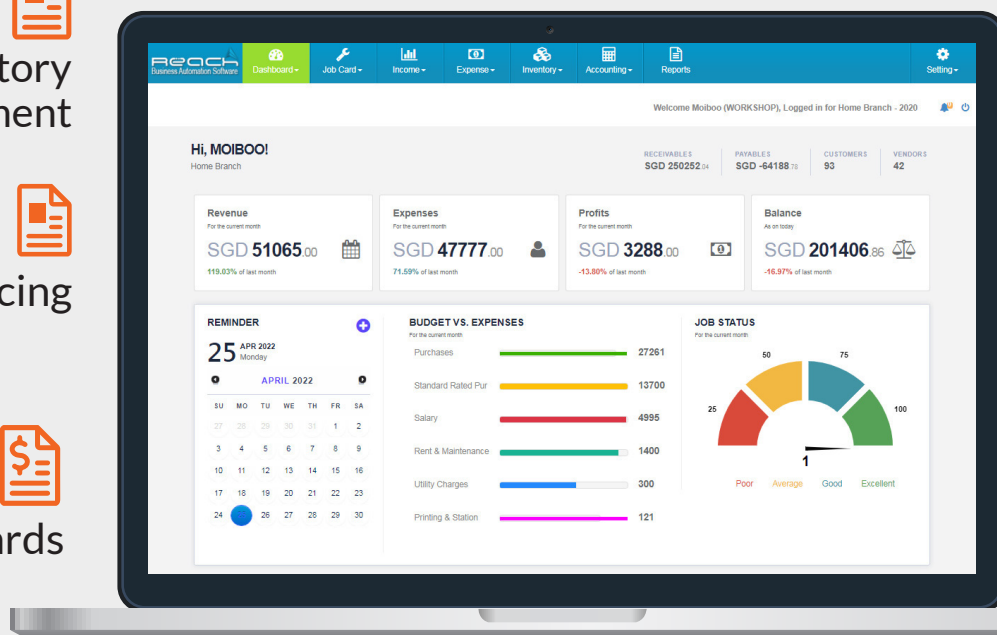 tory
ment
cing
ards
Reach
Business Automation Software
Dashboard
Job Card
Income
Expense
Inventory
Accounting
Reports
Setting
Welcome Moiboo (WORKSHOP), Logged in for Home Branch - 2020
Hi, MOIBOO!
Home Branch
RECEIVABLES
SGD 250252.04
PAYABLES
SGD -64188.76
CUSTOMERS
93
VENDORS
42
Revenue
For the current month
SGD 51065.00
119.03% of last month
Expenses
For the current month
SGD 47777.00
71.59% of last month
Profits
For the current month
SGD 3288.00
-13.80% of last month
Balance
As on today
SGD 201406.86
-16.97% of last month
REMINDER
25 APR 2022
Monday
APRIL 2022
SU MO TU WE TH FR SA
27 28 29 30 31 1 2
3 4 5 6 7 8 9
10 11 12 13 14 15 16
17 18 19 20 21 22 23
24 25 26 27 28 29 30
BUDGET VS. EXPENSES
For the current month
Purchases 27261
Standard Rated Pur 13700
Salary 4995
Rent & Maintenance 1400
Utility Charges 300
Printing & Station 121
JOB STATUS
For the current month
25
50
75
100
1
Poor Average Good Excellent